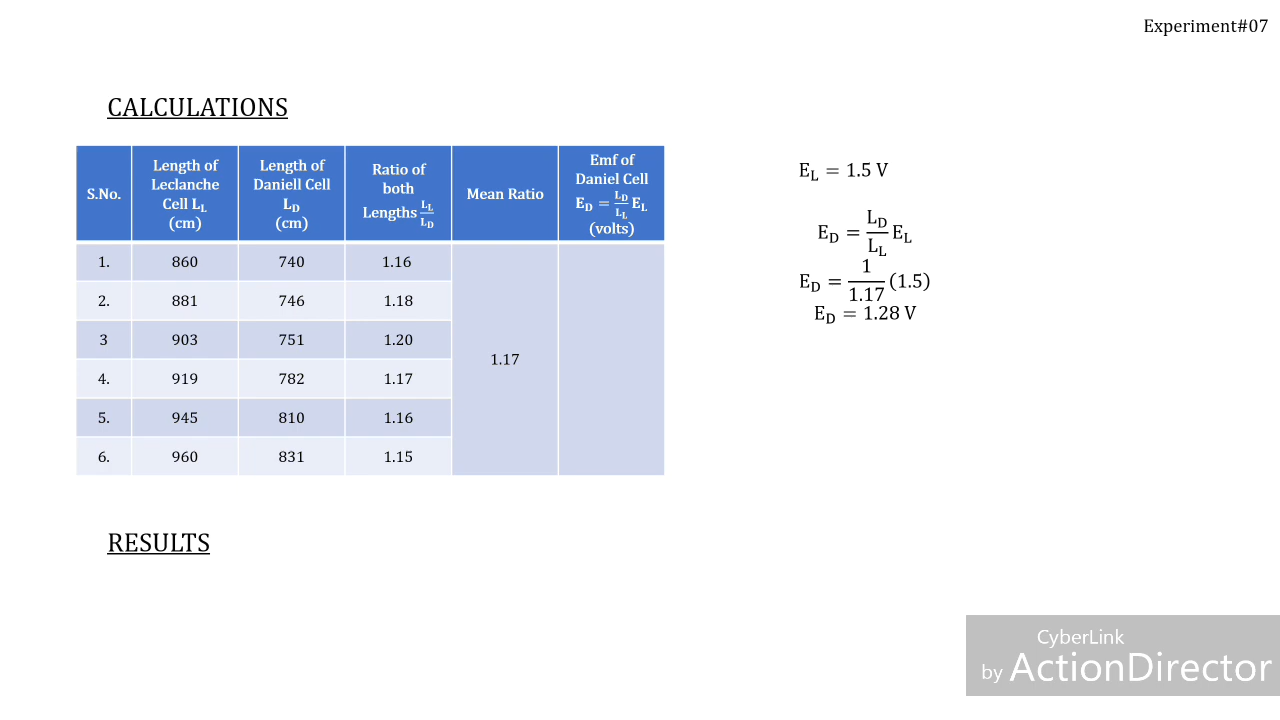 Experiment#07
CALCULATIONS
S.No.
Length of
Leclanche
Cell L_L
(cm)
Length of
Daniell Cell
L_D
(cm)
Ratio of
both
Lengths L_L/L_D
Mean Ratio
Emf of
Daniel Cell
E_D = L_D/L_L E_L
(volts)
1. 860 740 1.16
2. 881 746 1.18
3 903 751 1.20
4. 919 782 1.17
5. 945 810 1.16
6. 960 831 1.15
1.17
E_L = 1.5 V
E_D = L_D/L_L E_L
E_D = 1/1.17 (1.5)
E_D = 1.28 V
RESULTS
CyberLink
by ActionDirector